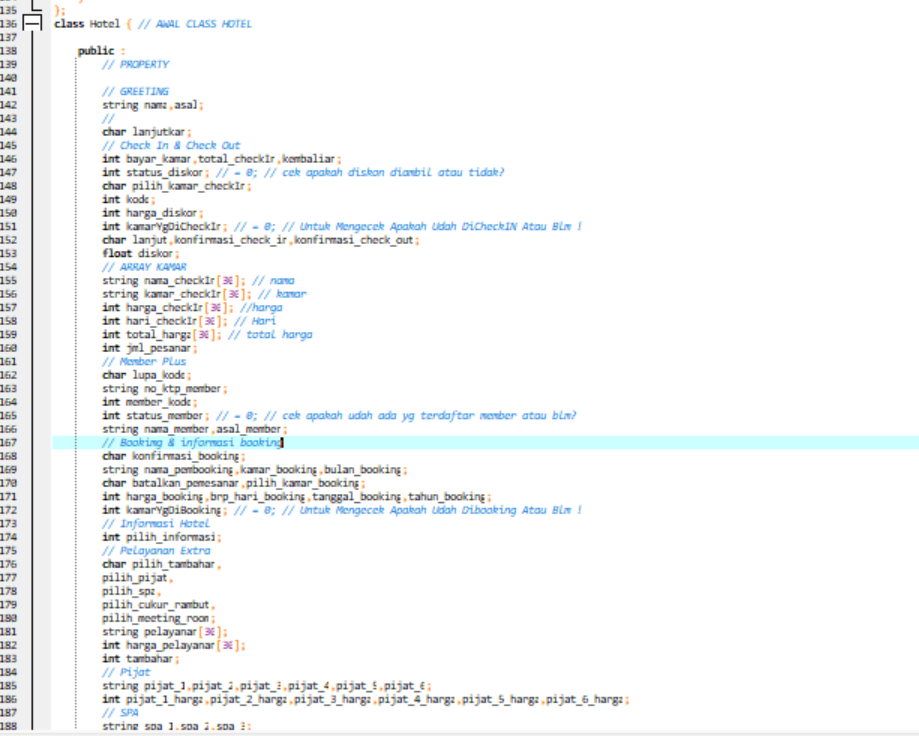 135 };
136 class Hotel { // AWAL CLASS HOTEL
137
138 public :
139 // PROPERTY
140
141 // GREETING
142 string nama,asal;
143 //
144 char lanjutkan;
145 // Check In & Check Out
146 int bayar_kamar,total_checkIn,kembalian;
147 int status_diskon; // = 0; // cek apakah diskon diambil atau tidak?
148 char pilih_kamar_checkIn;
149 int kode;
150 int harga_diskon;
151 int kamarYgDiCheckIn; // = 0; // Untuk Mengecek Apakah Udah DiCheckIN Atau Blm !
152 char lanjut,konfirmasi_check_in,konfirmasi_check_out;
153 float diskon;
154 // ARRAY KAMAR
155 string nama_checkIn[30]; // nama
156 string kamar_checkIn[30]; // kamar
157 int harga_checkIn[30]; //harga
158 int hari_checkIn[30]; // Hari
159 int total_harga[30]; // total harga
160 int jml_pesanan;
161 // Member Plus
162 char lupa_kode;
163 string no_ktp_member;
164 int member_kode;
165 int status_member; // = 0; // cek apakah udah ada yg terdaftar member atau blm?
166 string nama_member,asal_member;
167 // Bookimg & informasi booking
168 char konfirmasi_booking;
169 string nama_pembooking,kamar_booking,bulan_booking;
170 char batalkan_pemesanan,pilih_kamar_booking;
171 int harga_booking,brp_hari_booking,tanggal_booking,tahun_booking;
172 int kamarYgDiBooking; // = 0; // Untuk Mengecek Apakah Udah Dibooking Atau Blm !
173 // Informasi Hotel
174 int pilih_informasi;
175 // Pelayanan Extra
176 char pilih_tambahan,
177 pilih_pijat,
178 pilih_spa,
179 pilih_cukur_rambut,
180 pilih_meeting_room;
181 string pelayanan[30];
182 int harga_pelayanan[30];
183 int tambahan;
184 // Pijat
185 string pijat_1,pijat_2,pijat_3,pijat_4,pijat_5,pijat_6;
186 int pijat_1_harga,pijat_2_harga,pijat_3_harga,pijat_4_harga,pijat_5_harga,pijat_6_harga;
187 // SPA
188 string spa_1,spa_2,spa_3;